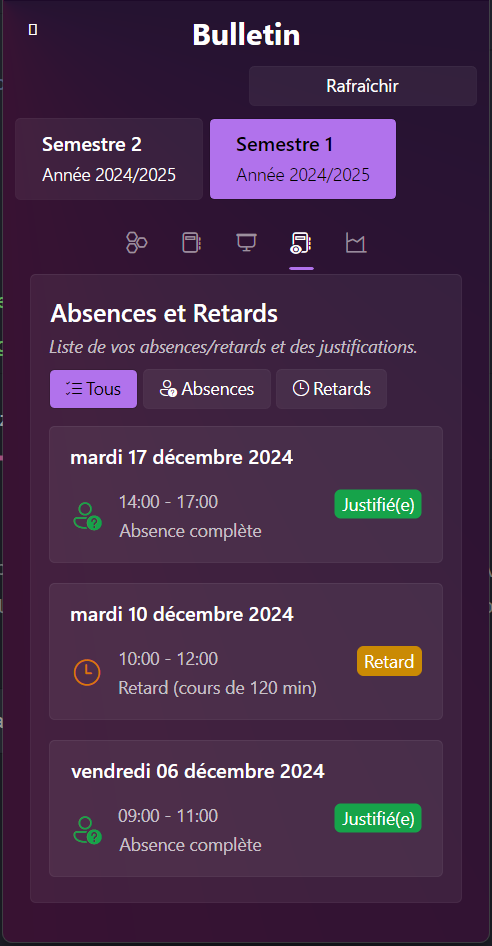 Bulletin
Rafraîchir
Semestre 2
Année 2024/2025
Semestre 1
Année 2024/2025
Absences et Retards
Liste de vos absences/retards et des justifications.
Tous
Absences
Retards
mardi 17 décembre 2024
14:00 - 17:00
Justifié(e)
Absence complète
mardi 10 décembre 2024
10:00 - 12:00
Retard
Retard (cours de 120 min)
vendredi 06 décembre 2024
09:00 - 11:00
Justifié(e)
Absence complète